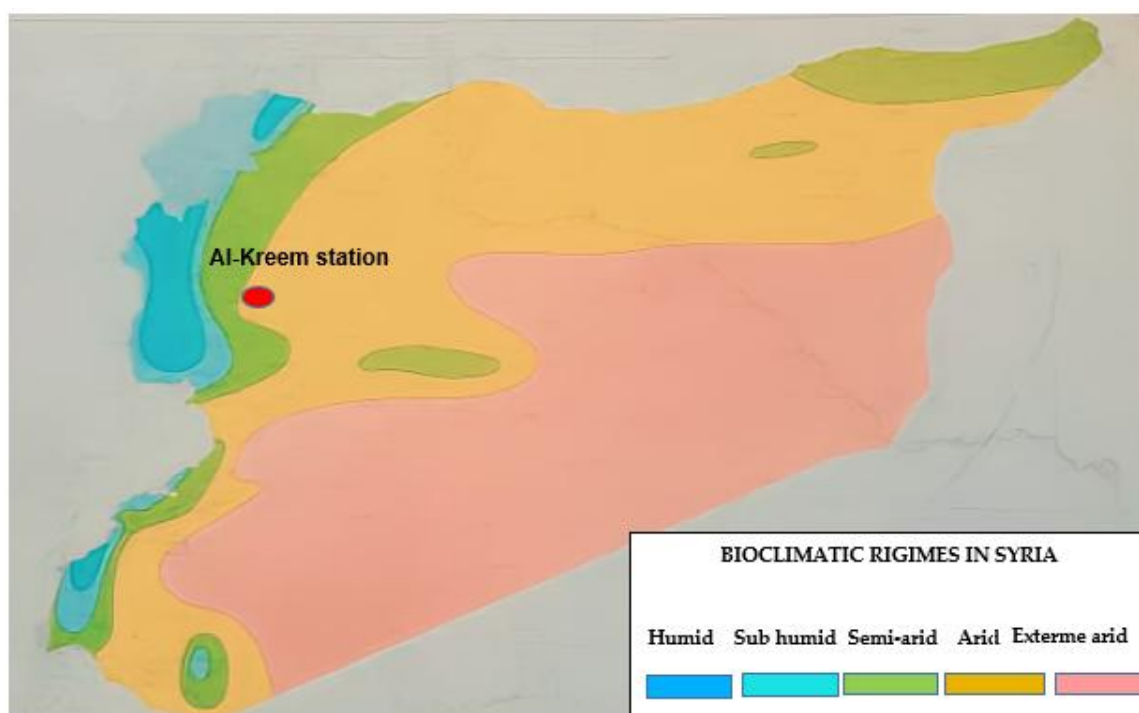 Al-Kreem station
BIOCLIMATIC RIGIMES IN SYRIA
Humid Sub humid Semi-arid Arid Exterme arid